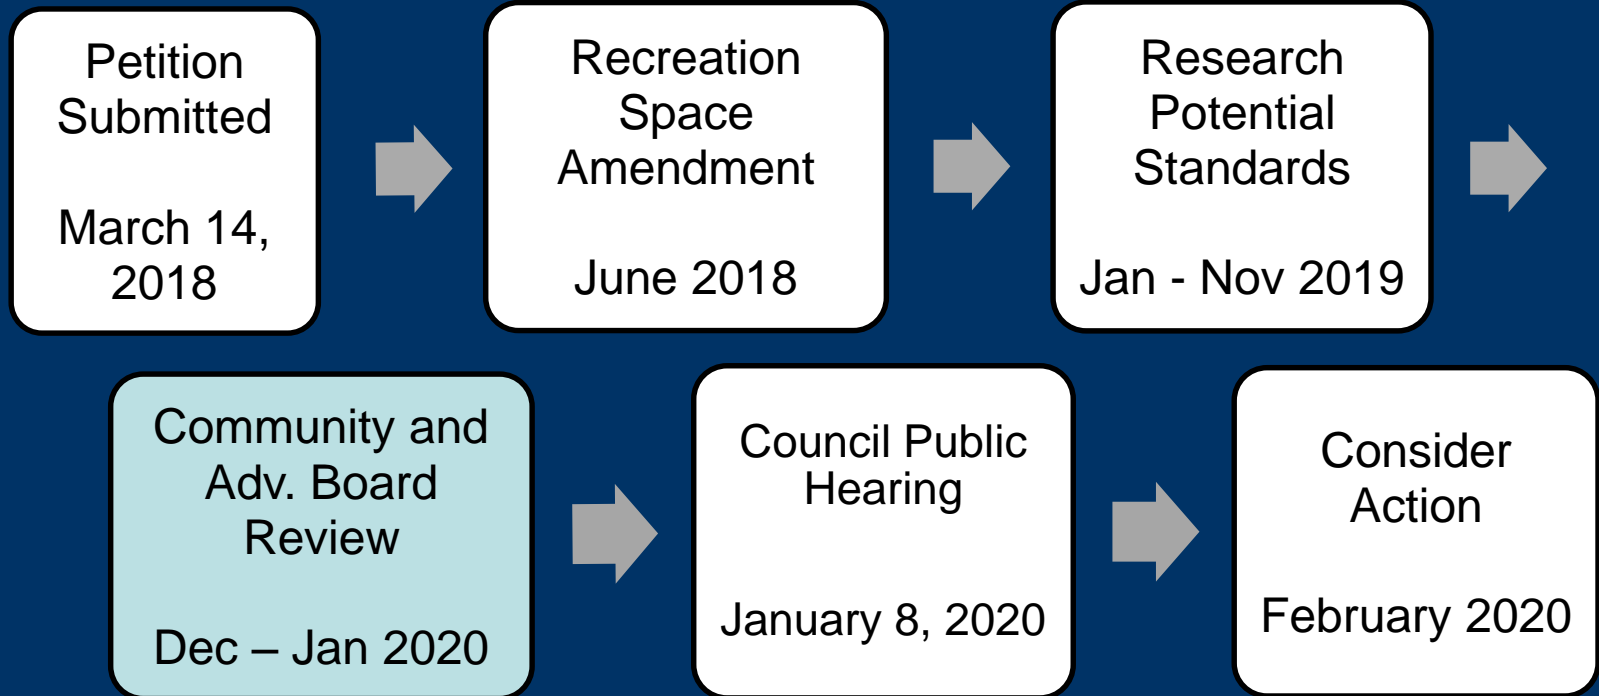 Petition
Submitted
March 14,
2018
Recreation
Space
Amendment
June 2018
Research
Potential
Standards
Jan - Nov 2019
Community and
Adv. Board
Review
Dec – Jan 2020
Council Public
Hearing
January 8, 2020
Consider
Action
February 2020